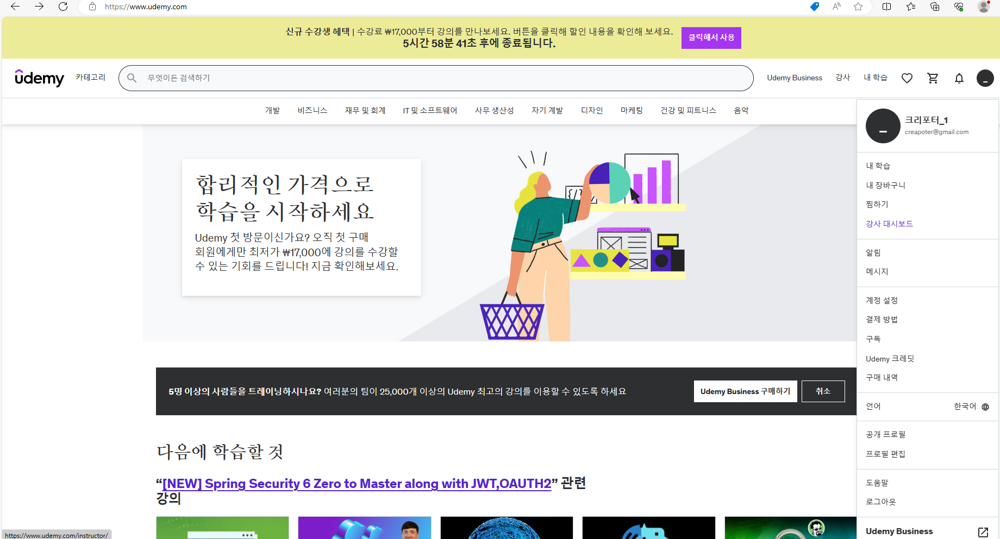 https://www.udemy.com
신규 수강생 혜택 | 수강료 ₩17,000부터 강의를 만나보세요. 버튼을 클릭해 할인 내용을 확인해 보세요.
5시간 58분 41초 후에 종료됩니다.
클릭해서 사용
udemy
카테고리
무엇이든 검색하기
Udemy Business
강사
내 학습
개발
비즈니스
재무 및 회계
IT 및 소프트웨어
사무 생산성
자기 계발
디자인
마케팅
건강 및 피트니스
음악
합리적인 가격으로
학습을 시작하세요
Udemy 첫 방문이신가요? 오직 첫 구매
회원에게만 최저가 ₩17,000에 강의를 수강할
수 있는 기회를 드립니다! 지금 확인해보세요.
5명 이상의 사람들을 트레이닝하시나요? 여러분의 팀이 25,000개 이상의 Udemy 최고의 강의를 이용할 수 있도록 하세요
Udemy Business 구매하기
취소
다음에 학습할 것
“[NEW] Spring Security 6 Zero to Master along with JWT,OAUTH2” 관련
강의
크리포터_1
creapoter@gmail.com
내 학습
내 장바구니
찜하기
강사 대시보드
알림
메시지
계정 설정
결제 방법
구독
Udemy 크레딧
구매 내역
언어
한국어
공개 프로필
프로필 편집
도움말
로그아웃
Udemy Business
https://www.udemy.com/instructor/